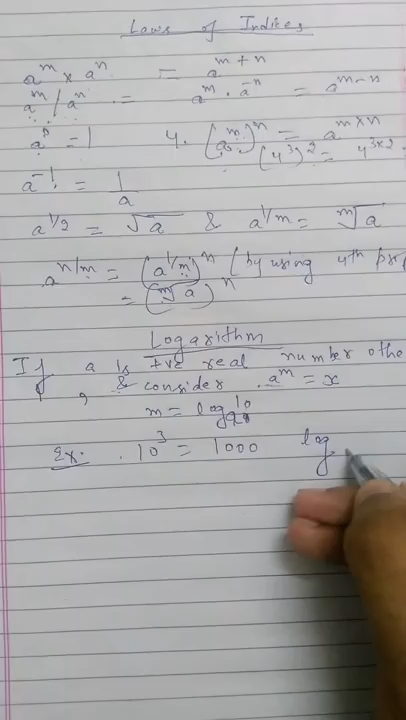 Laws of Indices
a^m × a^n = a^{m+n}
a^m / a^n = a^m · a^{-n} = a^{m-n}
a^0 = 1 4. (a^m)^n = a^{m×n}
(4^3)^2 = 4^{3×2}
a^{-1} = 1/a
a^{1/2} = √a & a^{1/m} = ᵐ√a
a^{n/m} = (a^{1/m})^n (by using 4th
= (ᵐ√a)^n
Logarithm
If a is +ve real number
, & consider a^m = x
m = log
Ex. 10^3 = 1000 log